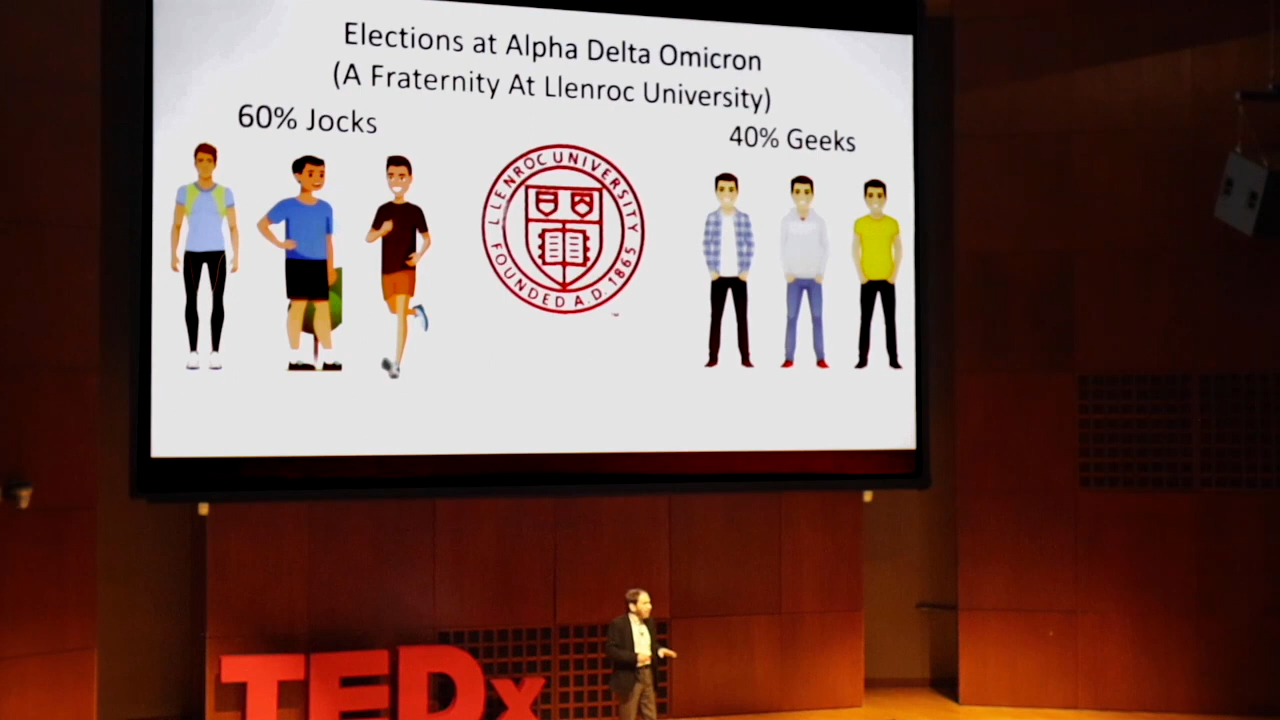 Elections at Alpha Delta Omicron
(A Fraternity At Llenroc University)
60% Jocks
40% Geeks
LLENROC UNIVERSITY
FOUNDED A.D. 1865
TEDx